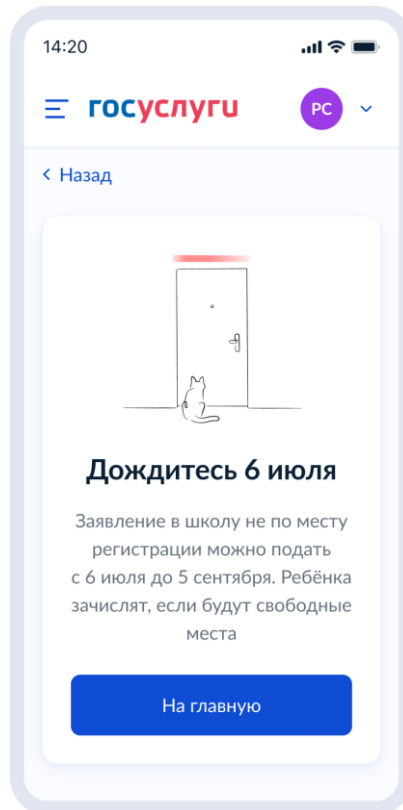 14:20
госуслуги
РС
Назад
Дождитесь 6 июля
Заявление в школу не по месту
регистрации можно подать
с 6 июля до 5 сентября. Ребёнка
зачислят, если будут свободные
места
На главную